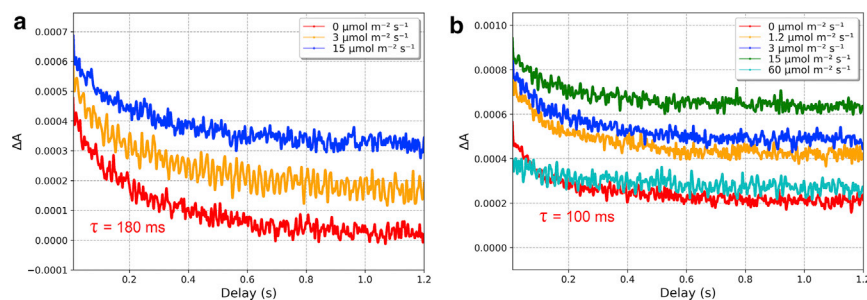 a
b
0 μmol m⁻² s⁻¹
3 μmol m⁻² s⁻¹
15 μmol m⁻² s⁻¹
0.0007
0.0006
0.0005
0.0004
0.0003
0.0002
0.0001
0.0000
−0.0001
ΔA
τ = 180 ms
0.2
0.4
0.6
0.8
1.0
1.2
Delay (s)
0 μmol m⁻² s⁻¹
1.2 μmol m⁻² s⁻¹
3 μmol m⁻² s⁻¹
15 μmol m⁻² s⁻¹
60 μmol m⁻² s⁻¹
0.0010
0.0008
0.0006
0.0004
0.0002
0.0000
ΔA
τ = 100 ms
0.2
0.4
0.6
0.8
1.0
1.2
Delay (s)